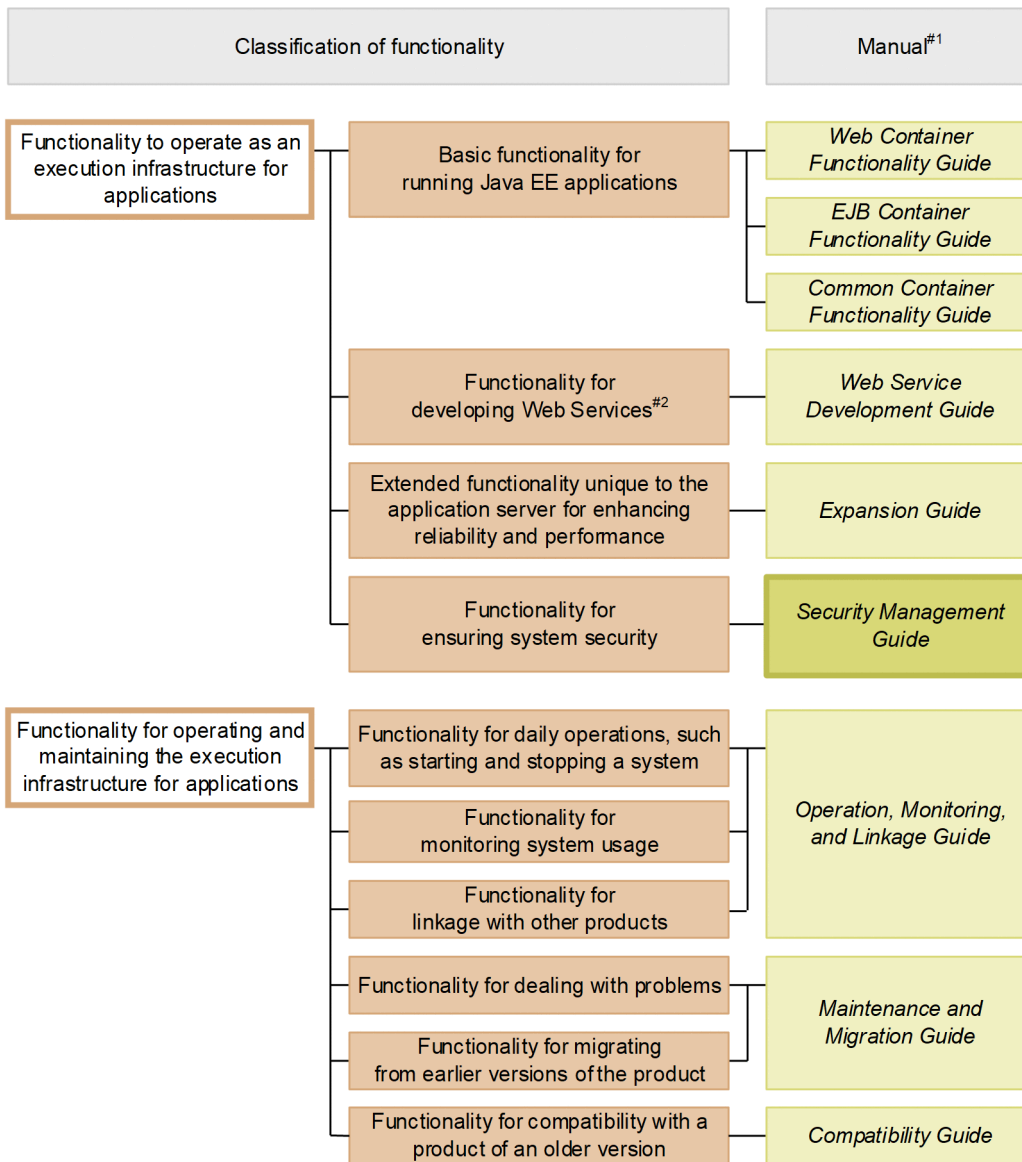 Classification of functionality
Manual#1
Functionality to operate as an
execution infrastructure for
applications
Basic functionality for
running Java EE applications
Web Container
Functionality Guide
EJB Container
Functionality Guide
Common Container
Functionality Guide
Functionality for
developing Web Services#2
Web Service
Development Guide
Extended functionality unique to the
application server for enhancing
reliability and performance
Expansion Guide
Functionality for
ensuring system security
Security Management
Guide
Functionality for operating and
maintaining the execution
infrastructure for applications
Functionality for daily operations, such
as starting and stopping a system
Functionality for
monitoring system usage
Functionality for
linkage with other products
Operation, Monitoring,
and Linkage Guide
Functionality for dealing with problems
Functionality for migrating
from earlier versions of the product
Maintenance and
Migration Guide
Functionality for compatibility with a
product of an older version
Compatibility Guide